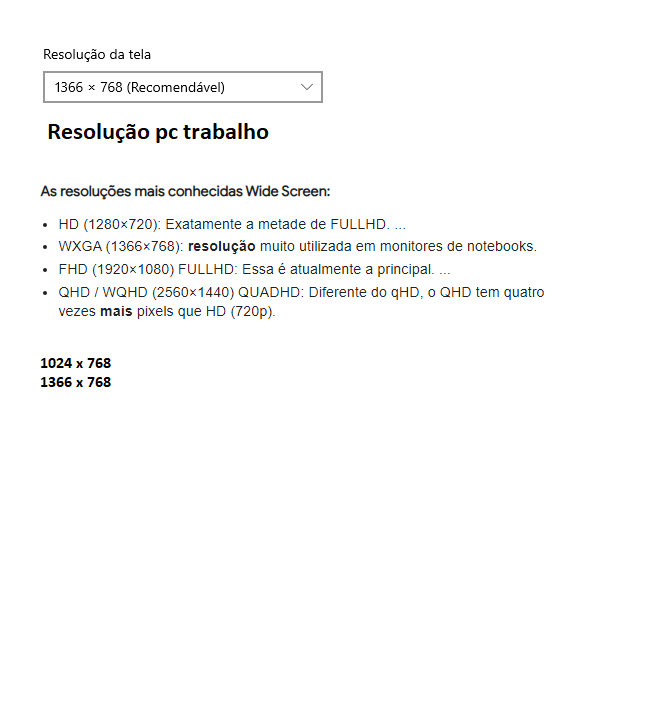 Resolução da tela
1366 × 768 (Recomendável)
Resolução pc trabalho
As resoluções mais conhecidas Wide Screen:
• HD (1280×720): Exatamente a metade de FULLHD. ...
• WXGA (1366×768): resolução muito utilizada em monitores de notebooks.
• FHD (1920×1080) FULLHD: Essa é atualmente a principal. ...
• QHD / WQHD (2560×1440) QUADHD: Diferente do qHD, o QHD tem quatro
vezes mais pixels que HD (720p).
1024 x 768
1366 x 768